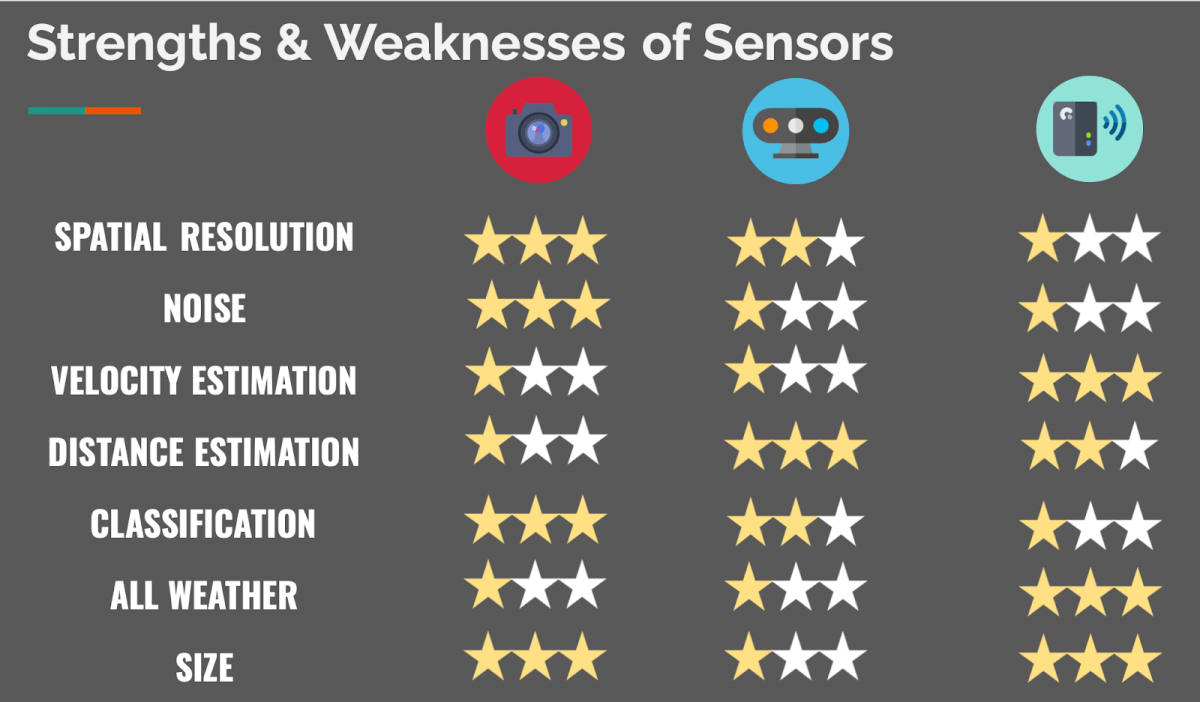 Strengths & Weaknesses of Sensors
SPATIAL RESOLUTION
NOISE
VELOCITY ESTIMATION
DISTANCE ESTIMATION
CLASSIFICATION
ALL WEATHER
SIZE